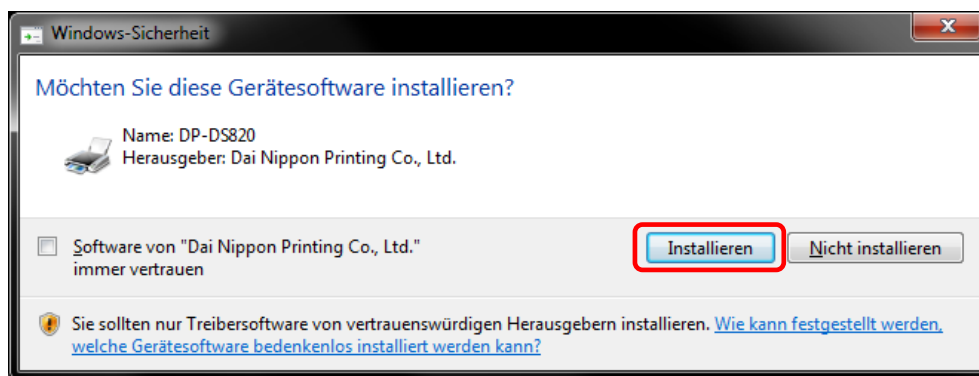 Windows-Sicherheit
Möchten Sie diese Gerätesoftware installieren?
Name: DP-DS820
Herausgeber: Dai Nippon Printing Co., Ltd.
Software von "Dai Nippon Printing Co., Ltd."
immer vertrauen
Installieren
Nicht installieren
Sie sollten nur Treibersoftware von vertrauenswürdigen Herausgebern installieren. Wie kann festgestellt werden,
welche Gerätesoftware bedenkenlos installiert werden kann?